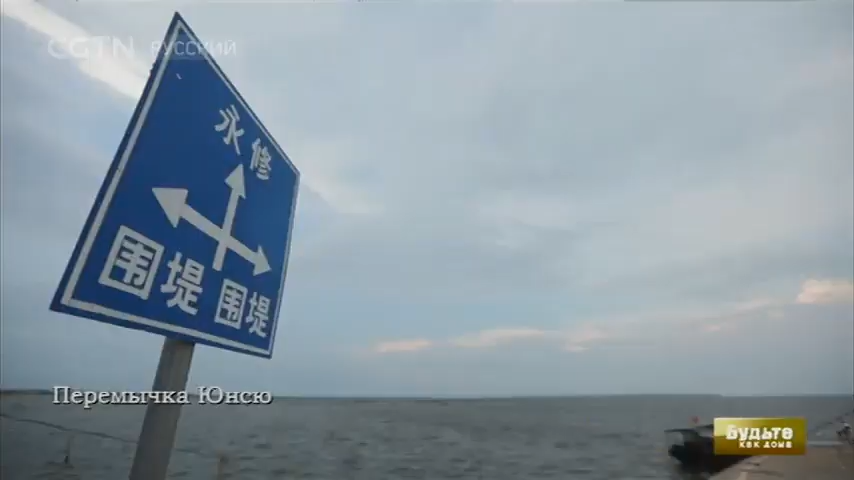 CGTN РУССКИЙ
永修
围堤 围堤
Перемычка Юнсю
Будьте
как дома